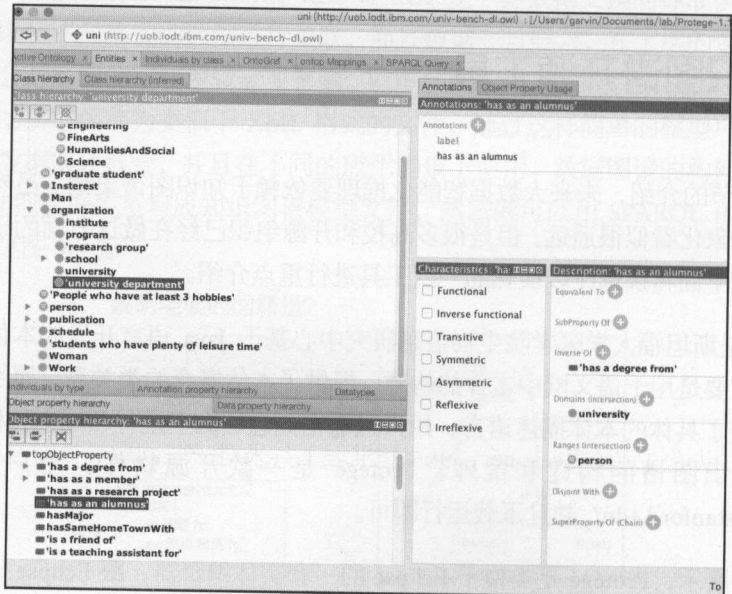 uni (http://uob.iodt.ibm.com/univ-bench-dl.owl) : [/Users/garvin/Documents/lab/Protege-1.
uni (http://uob.iodt.ibm.com/univ-bench-dl.owl)
Active Ontology × Entities × Individuals by class × OntoGraf × ontop Mappings × SPARQL Query ×
Class hierarchy Class hierarchy (inferred)
Class hierarchy: 'university department'
Engineering
FineArts
HumanitiesAndSocial
Science
'graduate student'
Insterest
Man
organization
institute
program
'research group'
school
university
'university department'
'People who have at least 3 hobbies'
person
publication
schedule
'students who have plenty of leisure time'
Woman
Work
Individuals by type Annotation property hierarchy Datatypes
Object property hierarchy Data property hierarchy
Object property hierarchy: 'has as an alumnus'
topObjectProperty
'has a degree from'
'has as a member'
'has as a research project'
'has as an alumnus'
hasMajor
hasSameHomeTownWith
'is a friend of'
'is a teaching assistant for'
Annotations Object Property Usage
Annotations: 'has as an alumnus'
Annotations
label
has as an alumnus
Characteristics: 'ha
Functional
Inverse functional
Transitive
Symmetric
Asymmetric
Reflexive
Irreflexive
Description: 'has as an alumnus'
Equivalent To
SubProperty Of
Inverse Of
'has a degree from'
Domains (intersection)
university
Ranges (intersection)
person
Disjoint With
SuperProperty Of (Chain)
To